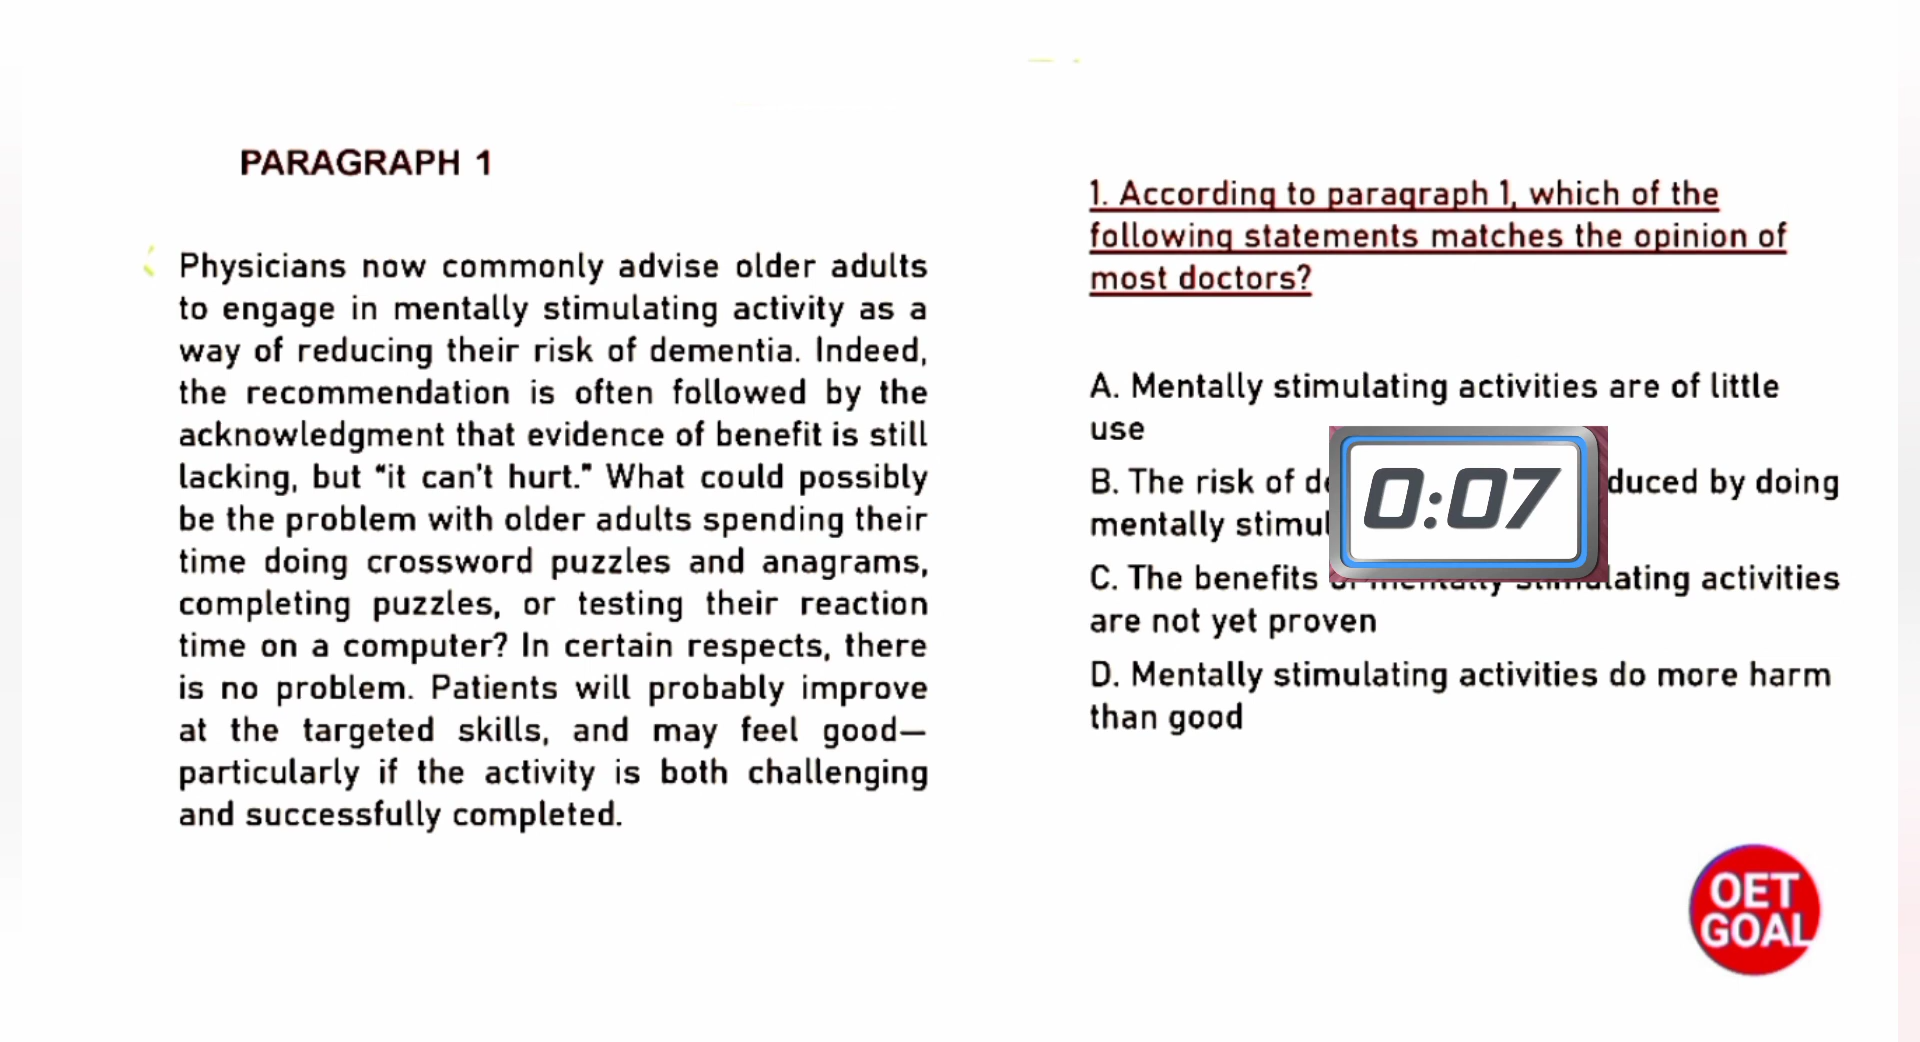 PARAGRAPH 1
Physicians now commonly advise older adults
to engage in mentally stimulating activity as a
way of reducing their risk of dementia. Indeed,
the recommendation is often followed by the
acknowledgment that evidence of benefit is still
lacking, but “it can't hurt.” What could possibly
be the problem with older adults spending their
time doing crossword puzzles and anagrams,
completing puzzles, or testing their reaction
time on a computer? In certain respects, there
is no problem. Patients will probably improve
at the targeted skills, and may feel good—
particularly if the activity is both challenging
and successfully completed.
1. According to paragraph 1, which of the
following statements matches the opinion of
most doctors?
A. Mentally stimulating activities are of little
use
B. The risk of by doing
mentally
C. The benefits of mentally stimulating activities
are not yet proven
D. Mentally stimulating activities do more harm
than good
0:07
OET
GOAL